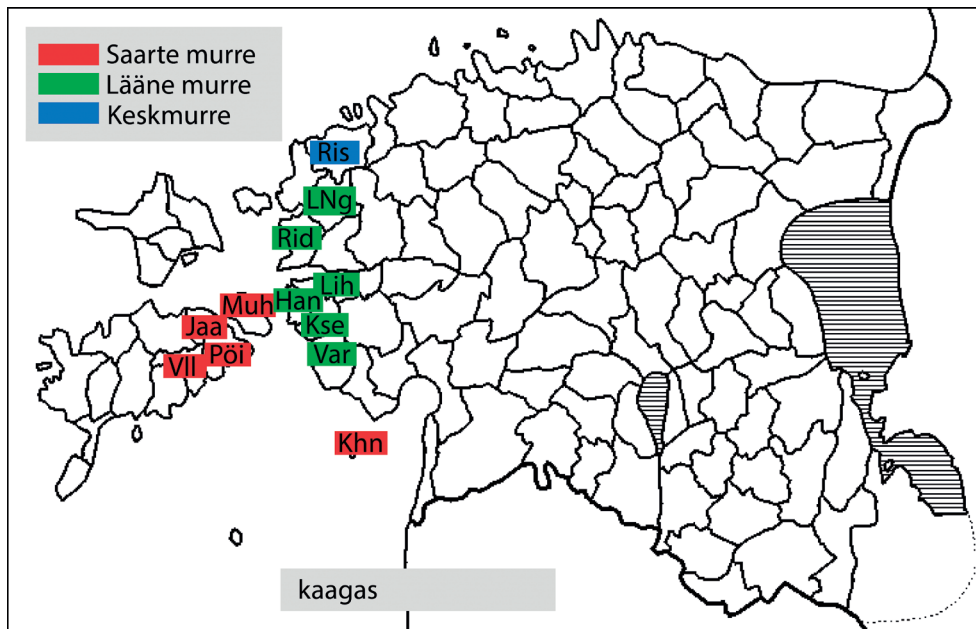 Saarte murre
Lääne murre
Keskmurre
Ris
LNg
Rid
Lih
Han
Muh
Kse
Jaa
Var
Pöi
Vll
Khn
kaagas